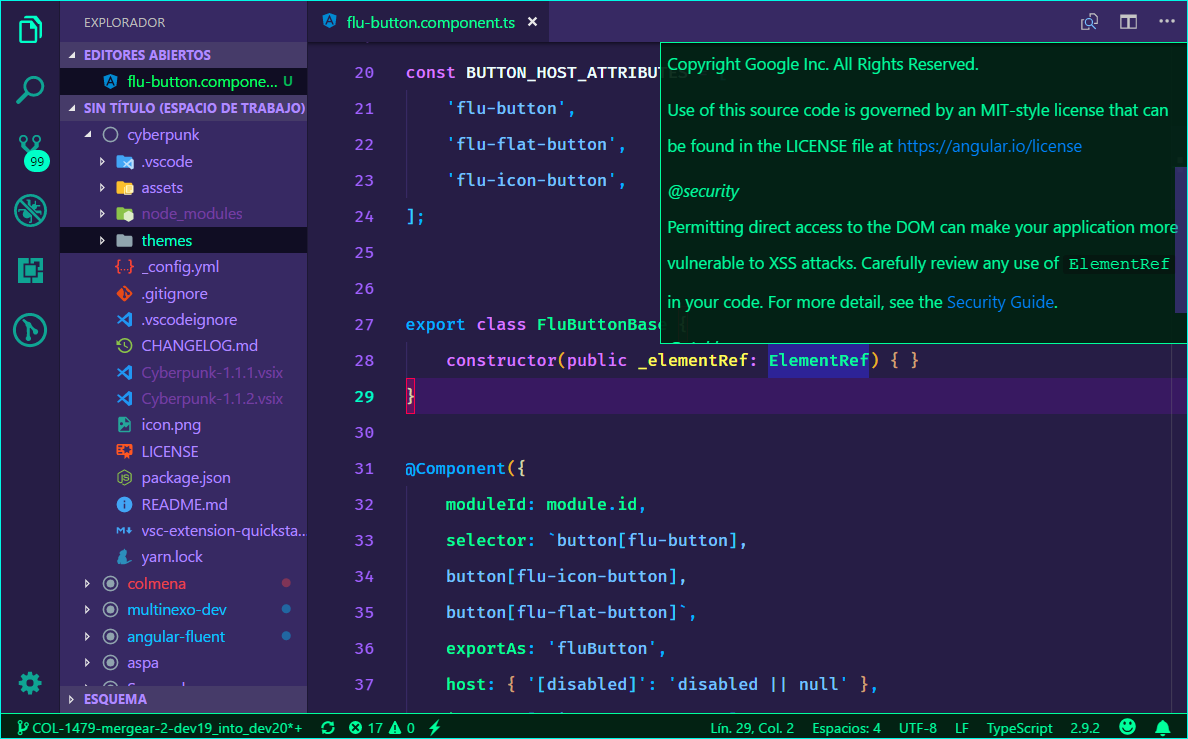 EXPLORADOR
EDITORES ABIERTOS
flu-button.compone... U
SIN TÍTULO (ESPACIO DE TRABAJO)
cyberpunk
.vscode
assets
node_modules
themes
_config.yml
.gitignore
.vscodeignore
CHANGELOG.md
Cyberpunk-1.1.1.vsix
Cyberpunk-1.1.2.vsix
icon.png
LICENSE
package.json
README.md
vsc-extension-quicksta...
yarn.lock
colmena
multinexo-dev
angular-fluent
aspa
ESQUEMA
99
flu-button.component.ts ×
20 const BUTTON_HOST_ATTRIBUTES
21 'flu-button',
22 'flu-flat-button',
23 'flu-icon-button',
24 ];
25
26
27 export class FluButtonBase {
28 constructor(public _elementRef: ElementRef) { }
29 }
30
31 @Component({
32 moduleId: module.id,
33 selector: `button[flu-button],
34 button[flu-icon-button],
35 button[flu-flat-button]`,
36 exportAs: 'fluButton',
37 host: { '[disabled]': 'disabled || null' },
Copyright Google Inc. All Rights Reserved.
Use of this source code is governed by an MIT-style license that can
be found in the LICENSE file at https://angular.io/license
@security
Permitting direct access to the DOM can make your application more
vulnerable to XSS attacks. Carefully review any use of ElementRef
in your code. For more detail, see the Security Guide.
COL-1479-mergear-2-dev19_into_dev20*+ 17 0 Lín. 29, Col. 2 Espacios: 4 UTF-8 LF TypeScript 2.9.2